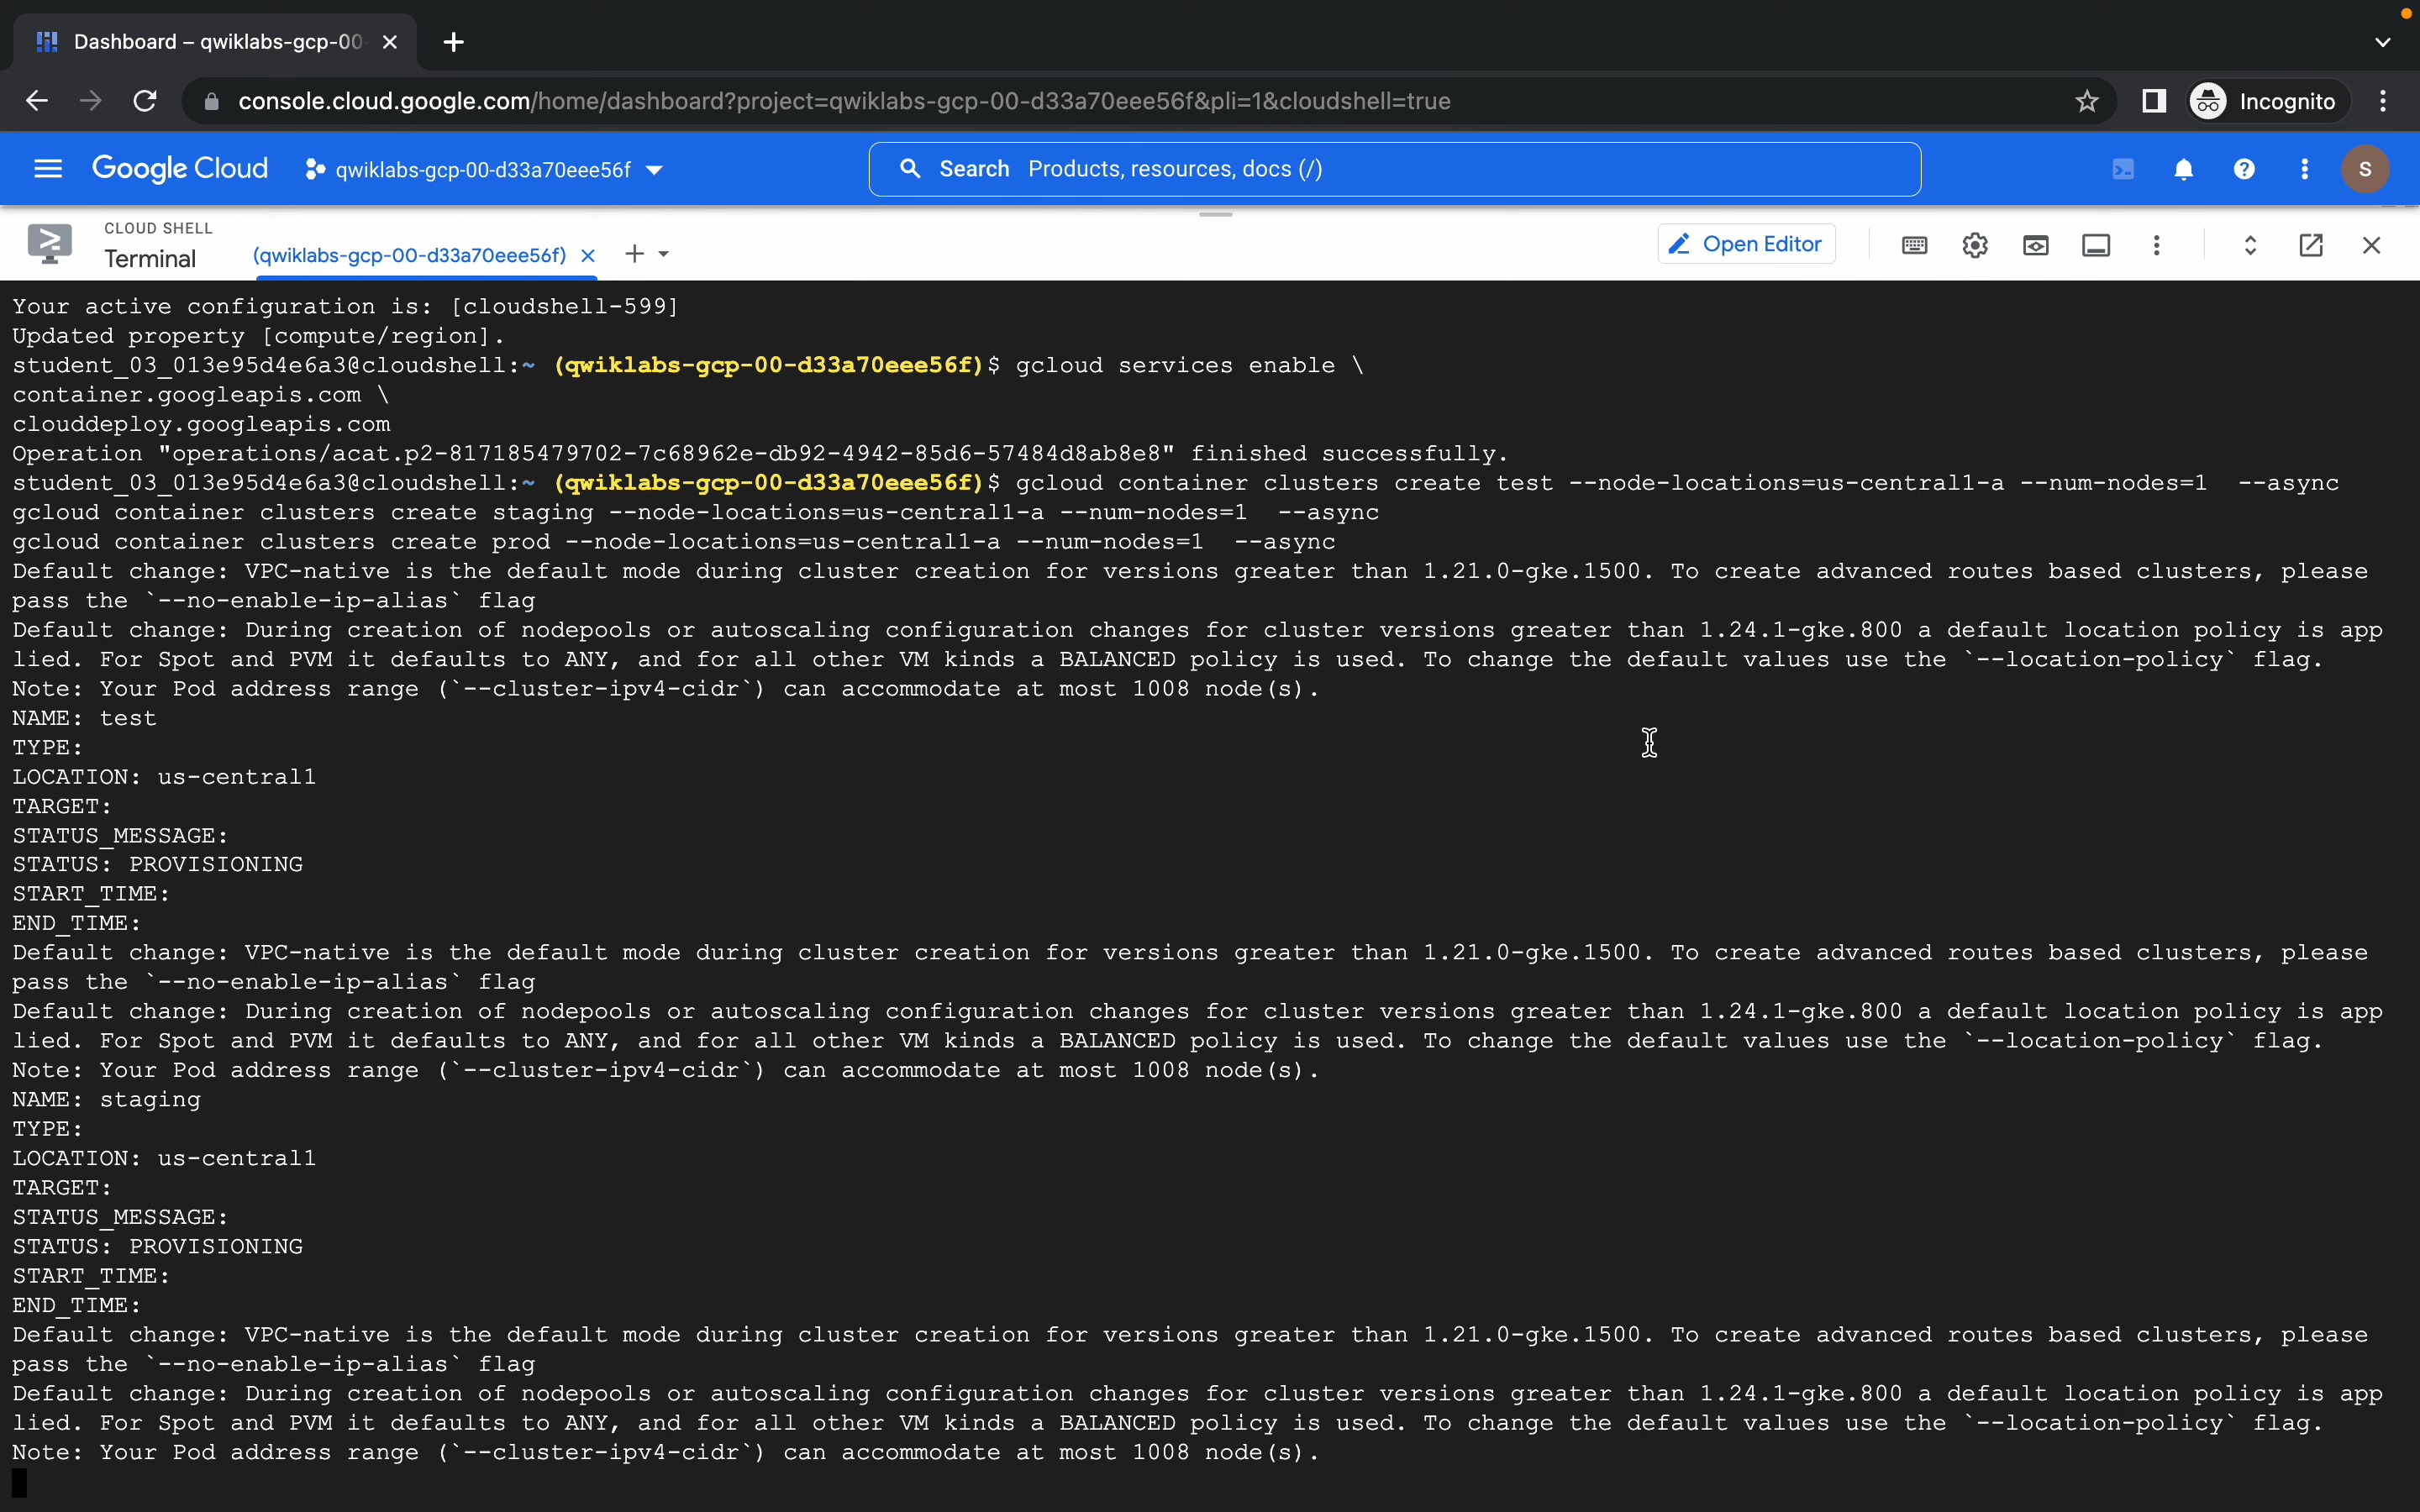 Dashboard – qwiklabs-gcp-00
console.cloud.google.com/home/dashboard?project=qwiklabs-gcp-00-d33a70eee56f&pli=1&cloudshell=true
Incognito
Google Cloud
qwiklabs-gcp-00-d33a70eee56f
Search Products, resources, docs (/)
S
CLOUD SHELL
Terminal
(qwiklabs-gcp-00-d33a70eee56f)
Open Editor
Your active configuration is: [cloudshell-599]
Updated property [compute/region].
student_03_013e95d4e6a3@cloudshell:~ (qwiklabs-gcp-00-d33a70eee56f)$ gcloud services enable \
container.googleapis.com \
clouddeploy.googleapis.com
Operation "operations/acat.p2-817185479702-7c68962e-db92-4942-85d6-57484d8ab8e8" finished successfully.
student_03_013e95d4e6a3@cloudshell:~ (qwiklabs-gcp-00-d33a70eee56f)$ gcloud container clusters create test --node-locations=us-central1-a --num-nodes=1  --async
gcloud container clusters create staging --node-locations=us-central1-a --num-nodes=1  --async
gcloud container clusters create prod --node-locations=us-central1-a --num-nodes=1  --async
Default change: VPC-native is the default mode during cluster creation for versions greater than 1.21.0-gke.1500. To create advanced routes based clusters, please
pass the `--no-enable-ip-alias` flag
Default change: During creation of nodepools or autoscaling configuration changes for cluster versions greater than 1.24.1-gke.800 a default location policy is app
lied. For Spot and PVM it defaults to ANY, and for all other VM kinds a BALANCED policy is used. To change the default values use the `--location-policy` flag.
Note: Your Pod address range (`--cluster-ipv4-cidr`) can accommodate at most 1008 node(s).
NAME: test
TYPE:
LOCATION: us-central1
TARGET:
STATUS_MESSAGE:
STATUS: PROVISIONING
START_TIME:
END_TIME:
Default change: VPC-native is the default mode during cluster creation for versions greater than 1.21.0-gke.1500. To create advanced routes based clusters, please
pass the `--no-enable-ip-alias` flag
Default change: During creation of nodepools or autoscaling configuration changes for cluster versions greater than 1.24.1-gke.800 a default location policy is app
lied. For Spot and PVM it defaults to ANY, and for all other VM kinds a BALANCED policy is used. To change the default values use the `--location-policy` flag.
Note: Your Pod address range (`--cluster-ipv4-cidr`) can accommodate at most 1008 node(s).
NAME: staging
TYPE:
LOCATION: us-central1
TARGET:
STATUS_MESSAGE:
STATUS: PROVISIONING
START_TIME:
END_TIME:
Default change: VPC-native is the default mode during cluster creation for versions greater than 1.21.0-gke.1500. To create advanced routes based clusters, please
pass the `--no-enable-ip-alias` flag
Default change: During creation of nodepools or autoscaling configuration changes for cluster versions greater than 1.24.1-gke.800 a default location policy is app
lied. For Spot and PVM it defaults to ANY, and for all other VM kinds a BALANCED policy is used. To change the default values use the `--location-policy` flag.
Note: Your Pod address range (`--cluster-ipv4-cidr`) can accommodate at most 1008 node(s).